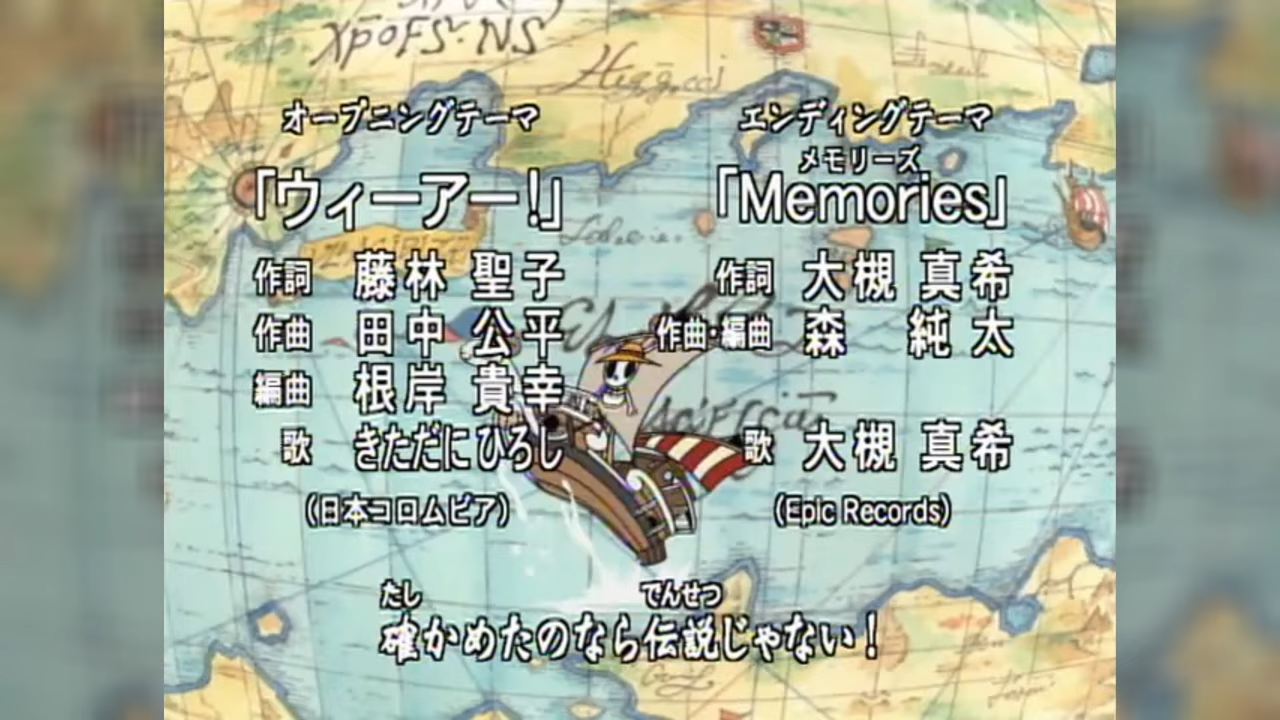 χροFS:NS
オープニングテーマ
「ウィーアー!」
作詞 藤林 聖子
作曲 田中 公平
編曲 根岸 貴幸
歌 きただに ひろし
(日本コロムビア)
エンディングテーマ
メモリーズ
「Memories」
作詞 大槻 真希
作曲・編曲 森 純太
歌 大槻 真希
(Epic Records)
たし でんせつ
確かめたのなら伝説じゃない!